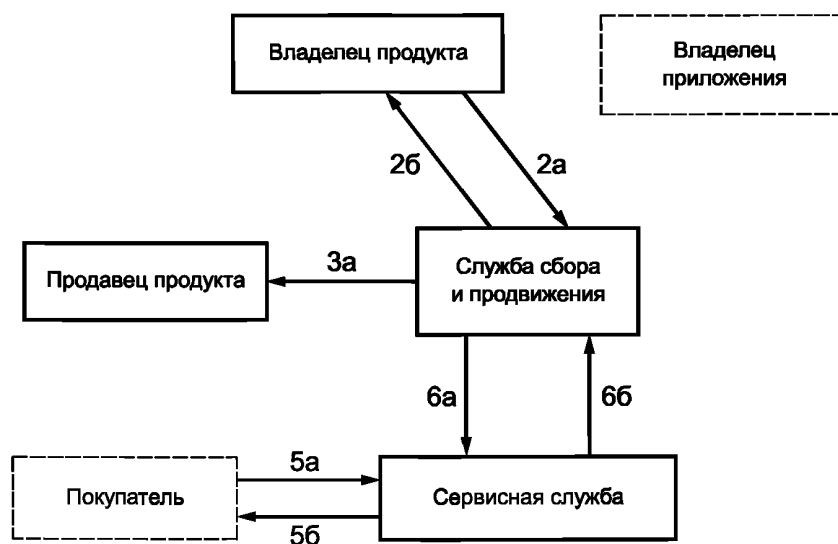 Владелец продукта
Владелец
приложения
2б
2а
Продавец продукта
3а
Служба сбора
и продвижения
6а
6б
Покупатель
5а
5б
Сервисная служба